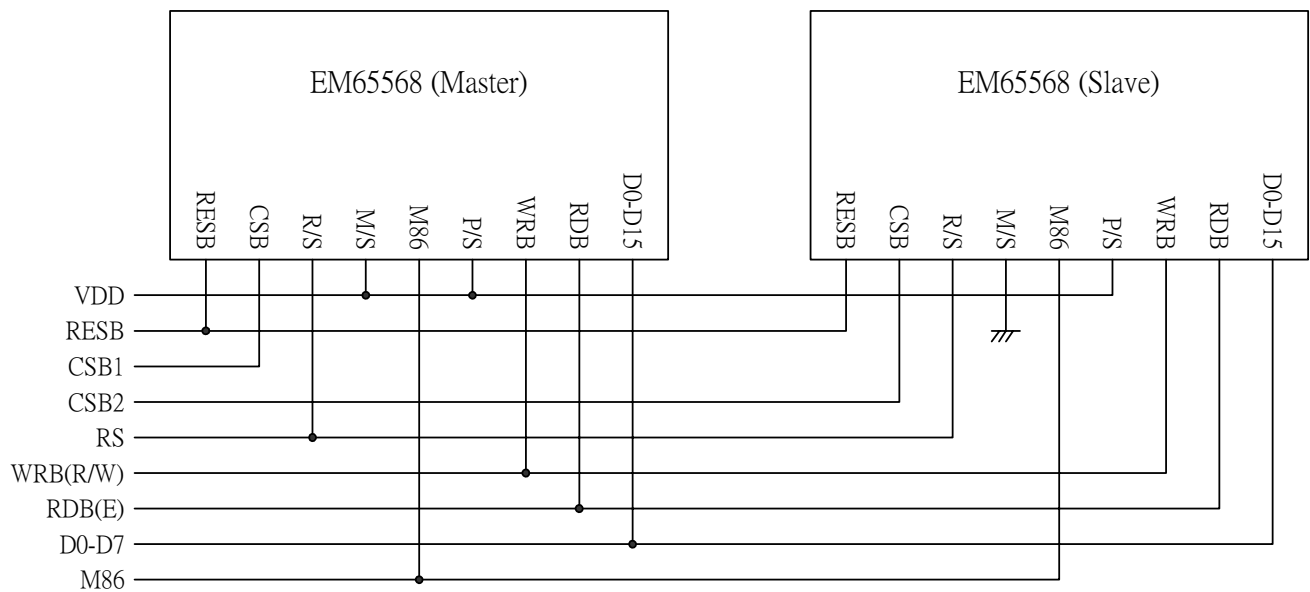 EM65568 (Master)
EM65568 (Slave)
RESB
CSB
R/S
M/S
M86
P/S
WRB
RDB
D0-D15
RESB
CSB
R/S
M/S
M86
P/S
WRB
RDB
D0-D15
VDD
RESB
CSB1
CSB2
RS
WRB(R/W)
RDB(E)
D0-D7
M86